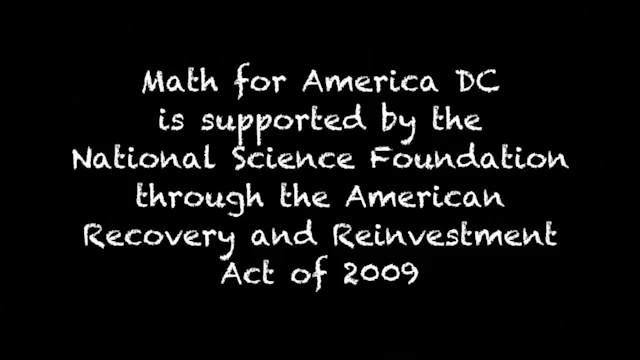 Math for America DC
is supported by the
National Science Foundation
through the American
Recovery and Reinvestment
Act of 2009